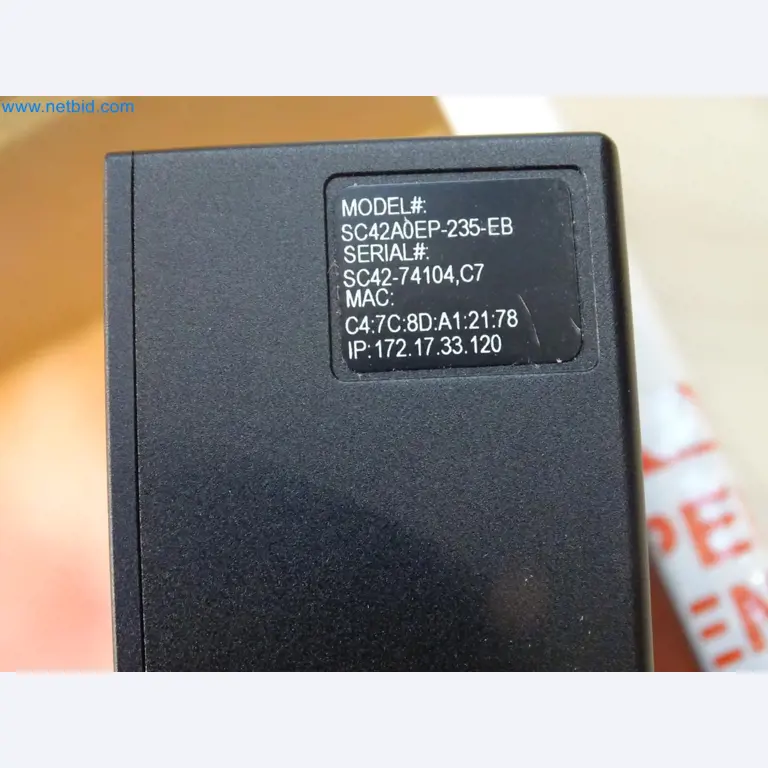 www.netbid.com
MODEL#:
SC42A0EP-235-EB
SERIAL#:
SC42-74104,C7
MAC:
C4:7C:8D:A1:21:78
IP:172.17.33.120